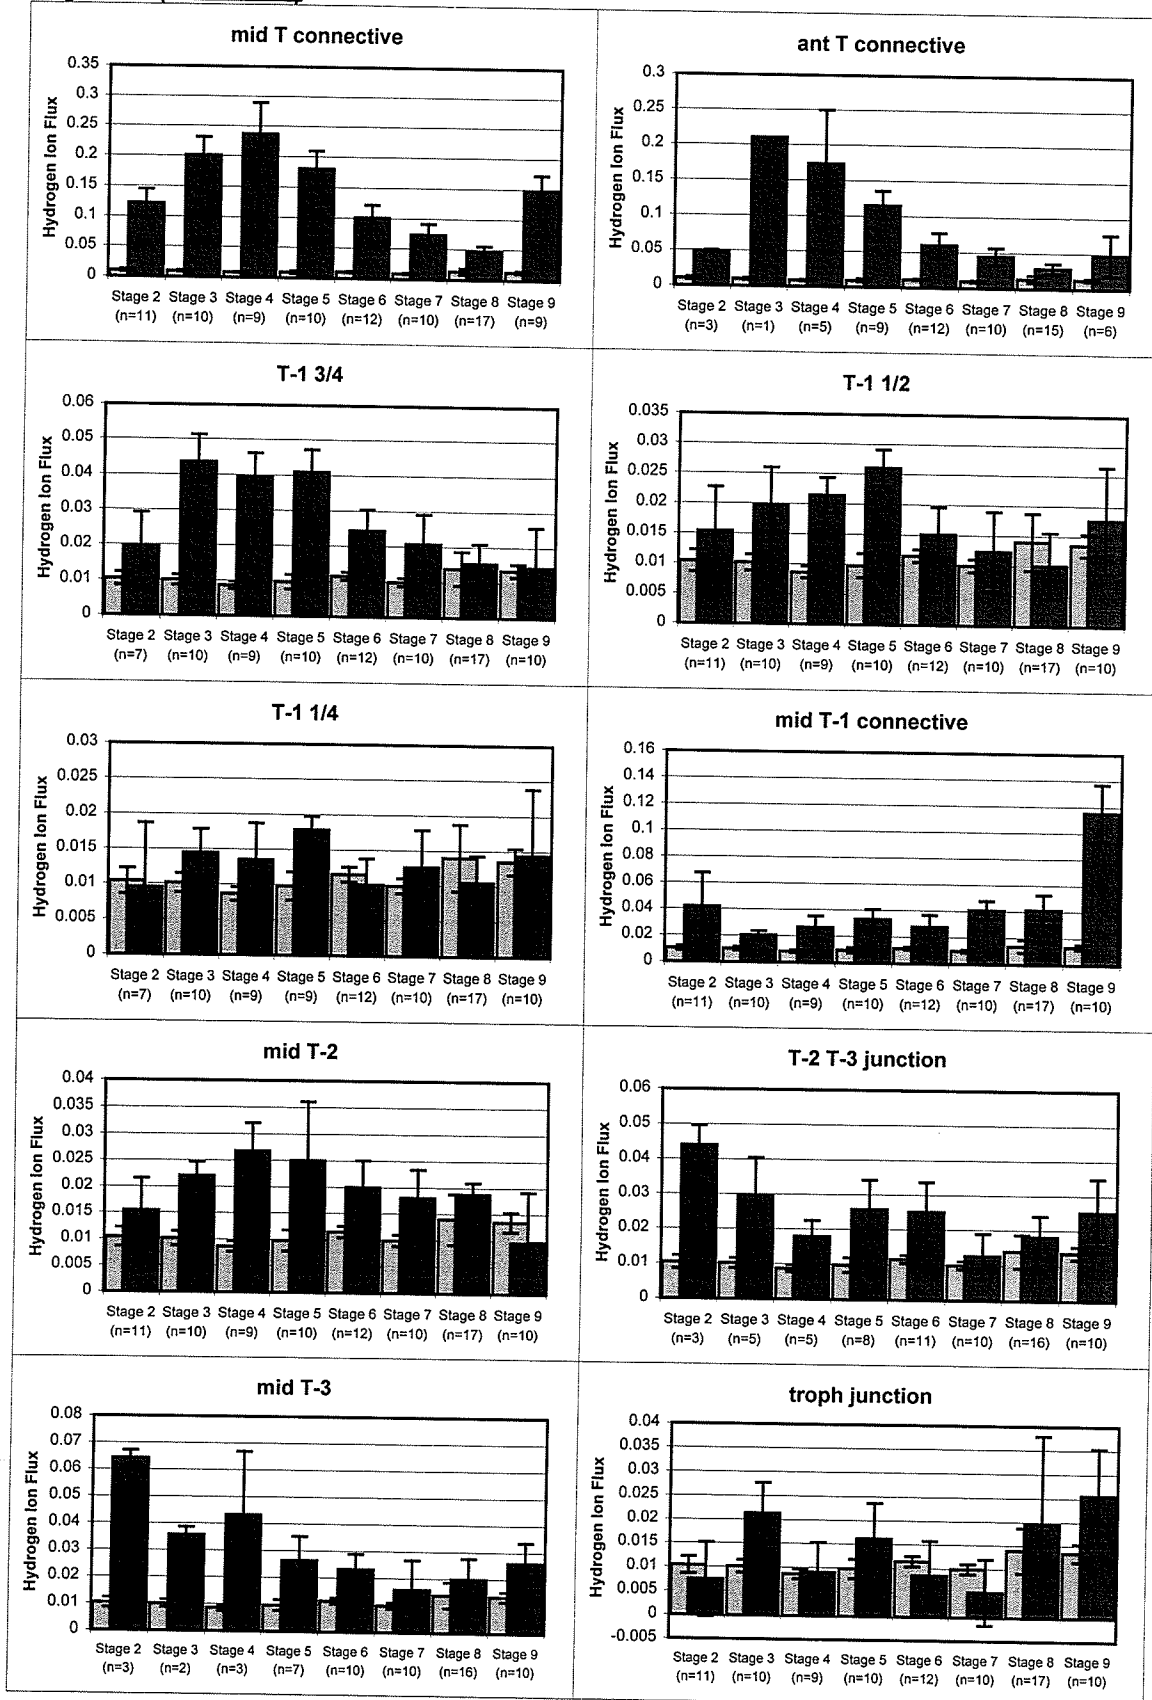 mid T connective
0.35
0.3
0.25
0.2
0.15
0.1
0.05
0
Hydrogen Ion Flux
Stage 2 Stage 3 Stage 4 Stage 5 Stage 6 Stage 7 Stage 8 Stage 9
(n=11) (n=10) (n=9) (n=10) (n=12) (n=10) (n=17) (n=9)
ant T connective
0.3
0.25
0.2
0.15
0.1
0.05
0
Hydrogen Ion Flux
Stage 2 Stage 3 Stage 4 Stage 5 Stage 6 Stage 7 Stage 8 Stage 9
(n=3) (n=1) (n=5) (n=9) (n=12) (n=10) (n=15) (n=6)
T-1 3/4
0.06
0.05
0.04
0.03
0.02
0.01
0
Hydrogen Ion Flux
Stage 2 Stage 3 Stage 4 Stage 5 Stage 6 Stage 7 Stage 8 Stage 9
(n=7) (n=10) (n=9) (n=10) (n=12) (n=10) (n=17) (n=10)
T-1 1/2
0.035
0.03
0.025
0.02
0.015
0.01
0.005
0
Hydrogen Ion Flux
Stage 2 Stage 3 Stage 4 Stage 5 Stage 6 Stage 7 Stage 8 Stage 9
(n=11) (n=10) (n=9) (n=10) (n=12) (n=10) (n=17) (n=10)
T-1 1/4
0.03
0.025
0.02
0.015
0.01
0.005
0
Hydrogen Ion Flux
Stage 2 Stage 3 Stage 4 Stage 5 Stage 6 Stage 7 Stage 8 Stage 9
(n=7) (n=10) (n=9) (n=9) (n=12) (n=10) (n=17) (n=10)
mid T-1 connective
0.16
0.14
0.12
0.1
0.08
0.06
0.04
0.02
0
Hydrogen Ion Flux
Stage 2 Stage 3 Stage 4 Stage 5 Stage 6 Stage 7 Stage 8 Stage 9
(n=11) (n=10) (n=9) (n=10) (n=12) (n=10) (n=17) (n=10)
mid T-2
0.04
0.035
0.03
0.025
0.02
0.015
0.01
0.005
0
Hydrogen Ion Flux
Stage 2 Stage 3 Stage 4 Stage 5 Stage 6 Stage 7 Stage 8 Stage 9
(n=11) (n=10) (n=9) (n=10) (n=12) (n=10) (n=17) (n=10)
T-2 T-3 junction
0.06
0.05
0.04
0.03
0.02
0.01
0
Hydrogen Ion Flux
Stage 2 Stage 3 Stage 4 Stage 5 Stage 6 Stage 7 Stage 8 Stage 9
(n=3) (n=5) (n=5) (n=8) (n=11) (n=10) (n=16) (n=10)
mid T-3
0.08
0.07
0.06
0.05
0.04
0.03
0.02
0.01
0
Hydrogen Ion Flux
Stage 2 Stage 3 Stage 4 Stage 5 Stage 6 Stage 7 Stage 8 Stage 9
(n=3) (n=2) (n=3) (n=7) (n=10) (n=10) (n=16) (n=10)
troph junction
0.04
0.035
0.03
0.025
0.02
0.015
0.01
0.005
0
-0.005
Hydrogen Ion Flux
Stage 2 Stage 3 Stage 4 Stage 5 Stage 6 Stage 7 Stage 8 Stage 9
(n=11) (n=10) (n=9) (n=10) (n=12) (n=10) (n=17) (n=10)